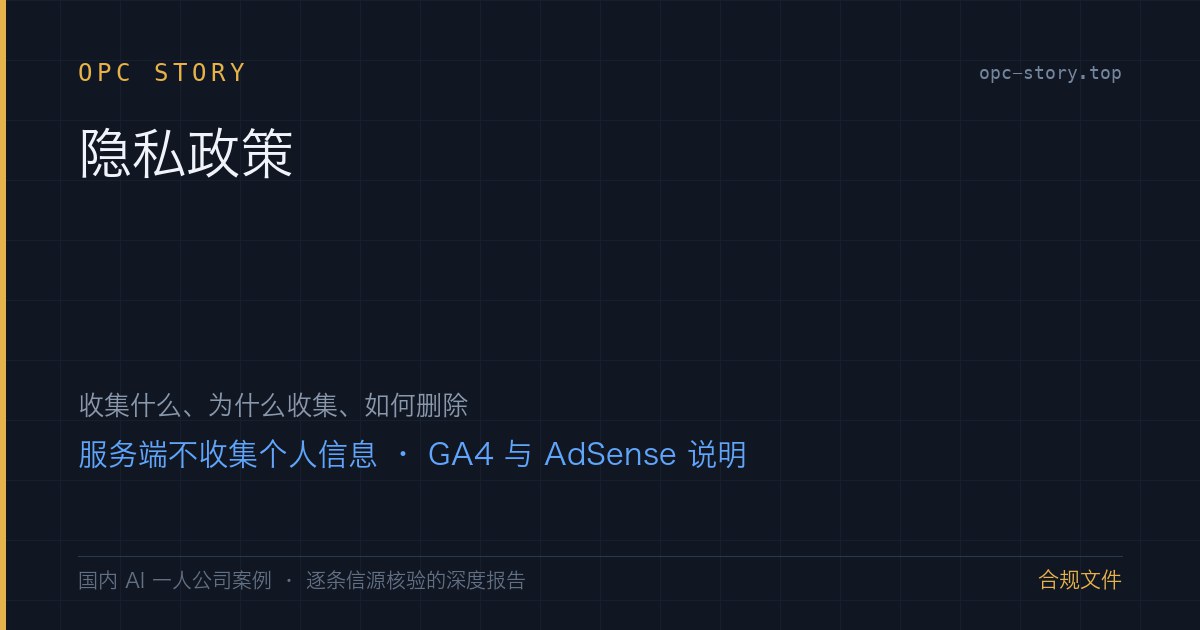 OPC STORY
opc-story.top
隐私政策
收集什么、为什么收集、如何删除
服务端不收集个人信息 · GA4 与 AdSense 说明
国内 AI 一人公司案例 · 逐条信源核验的深度报告
合规文件